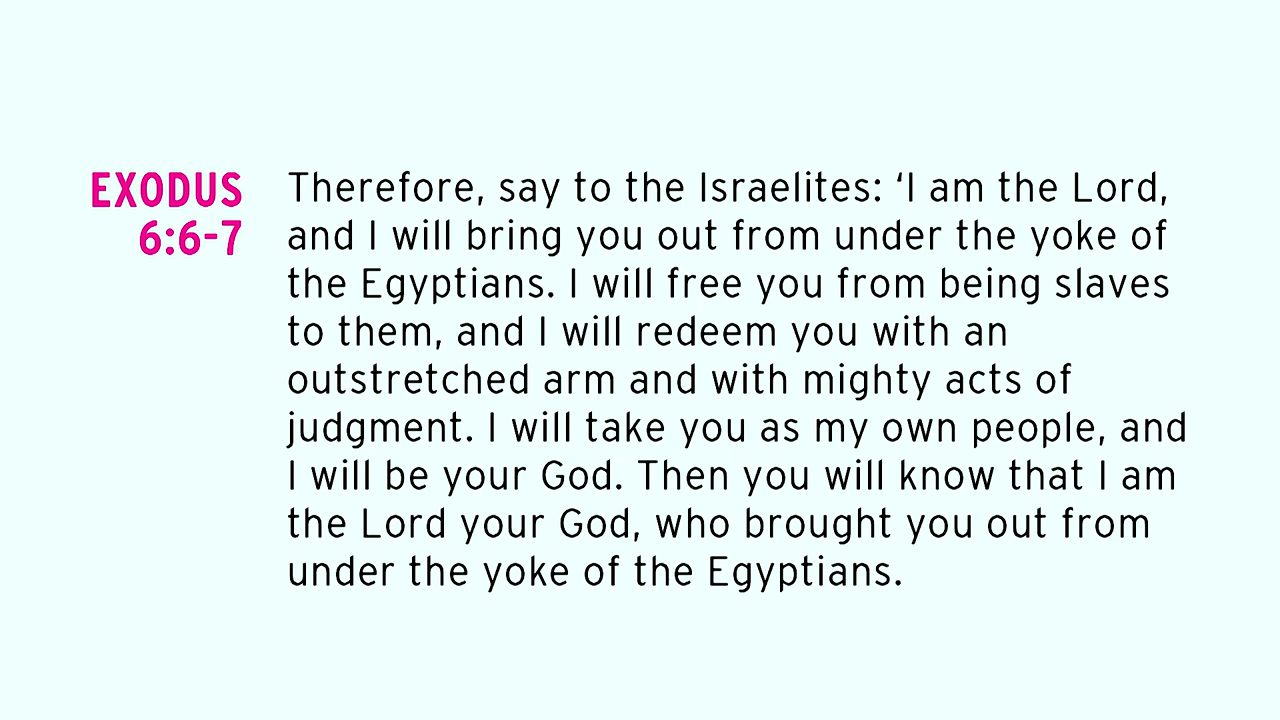 EXODUS
6:6-7
Therefore, say to the Israelites: ‘I am the Lord,
and I will bring you out from under the yoke of
the Egyptians. I will free you from being slaves
to them, and I will redeem you with an
outstretched arm and with mighty acts of
judgment. I will take you as my own people, and
I will be your God. Then you will know that I am
the Lord your God, who brought you out from
under the yoke of the Egyptians.